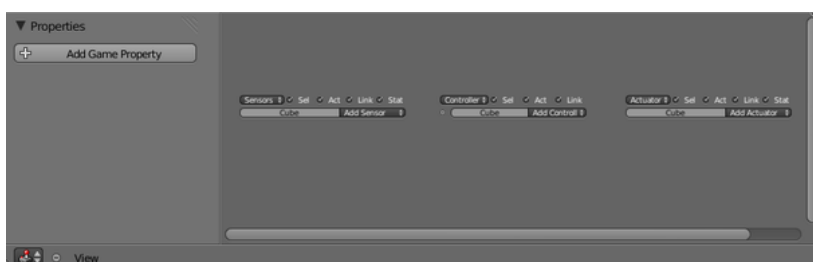 Properties
Add Game Property
Sensors Sel Act Link Stat
Cube Add Sensor
Controller Sel Act Link
Cube Add Controll
Actuator Sel Act Link Stat
Cube Add Actuator
View